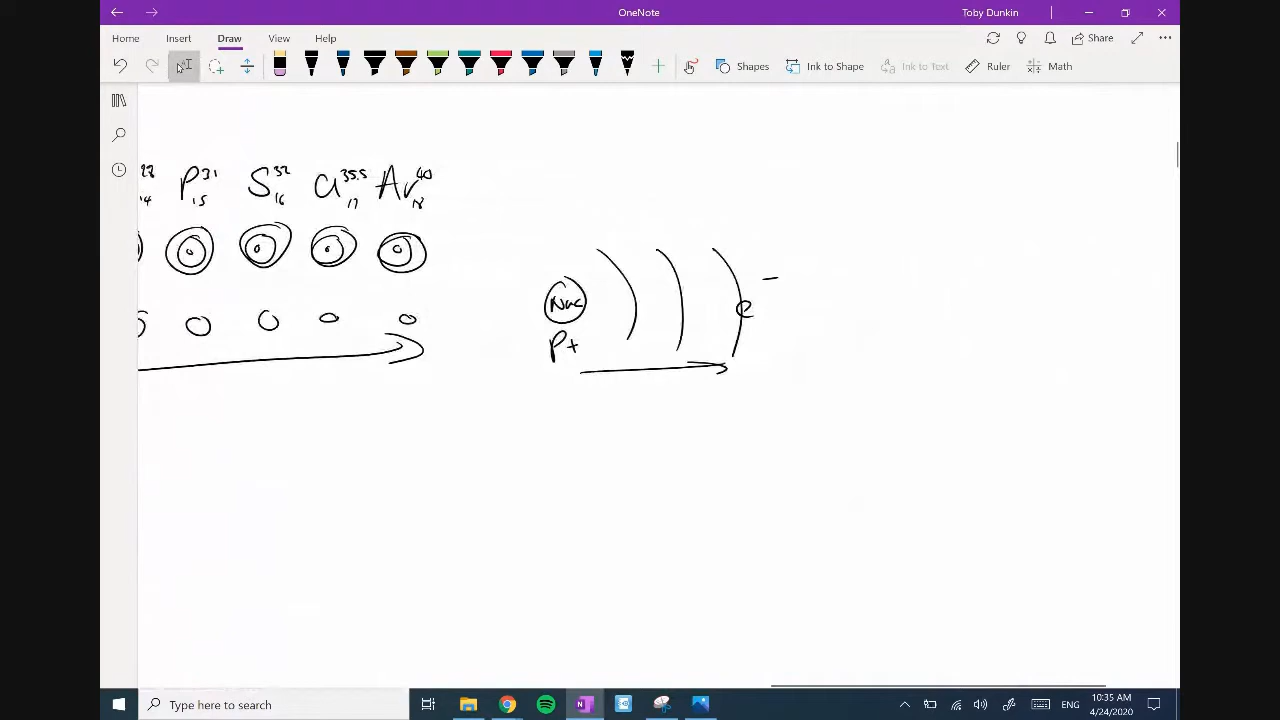 OneNote
Toby Dunkin
Home Insert Draw View Help
Share
Shapes Ink to Shape Ink to Text Ruler Math
28 14 P 31 15 S 32 16 Cl 35.5 17 Ar 40 18
Nuc
e −
P+
Type here to search
ENG
10:35 AM
4/24/2020